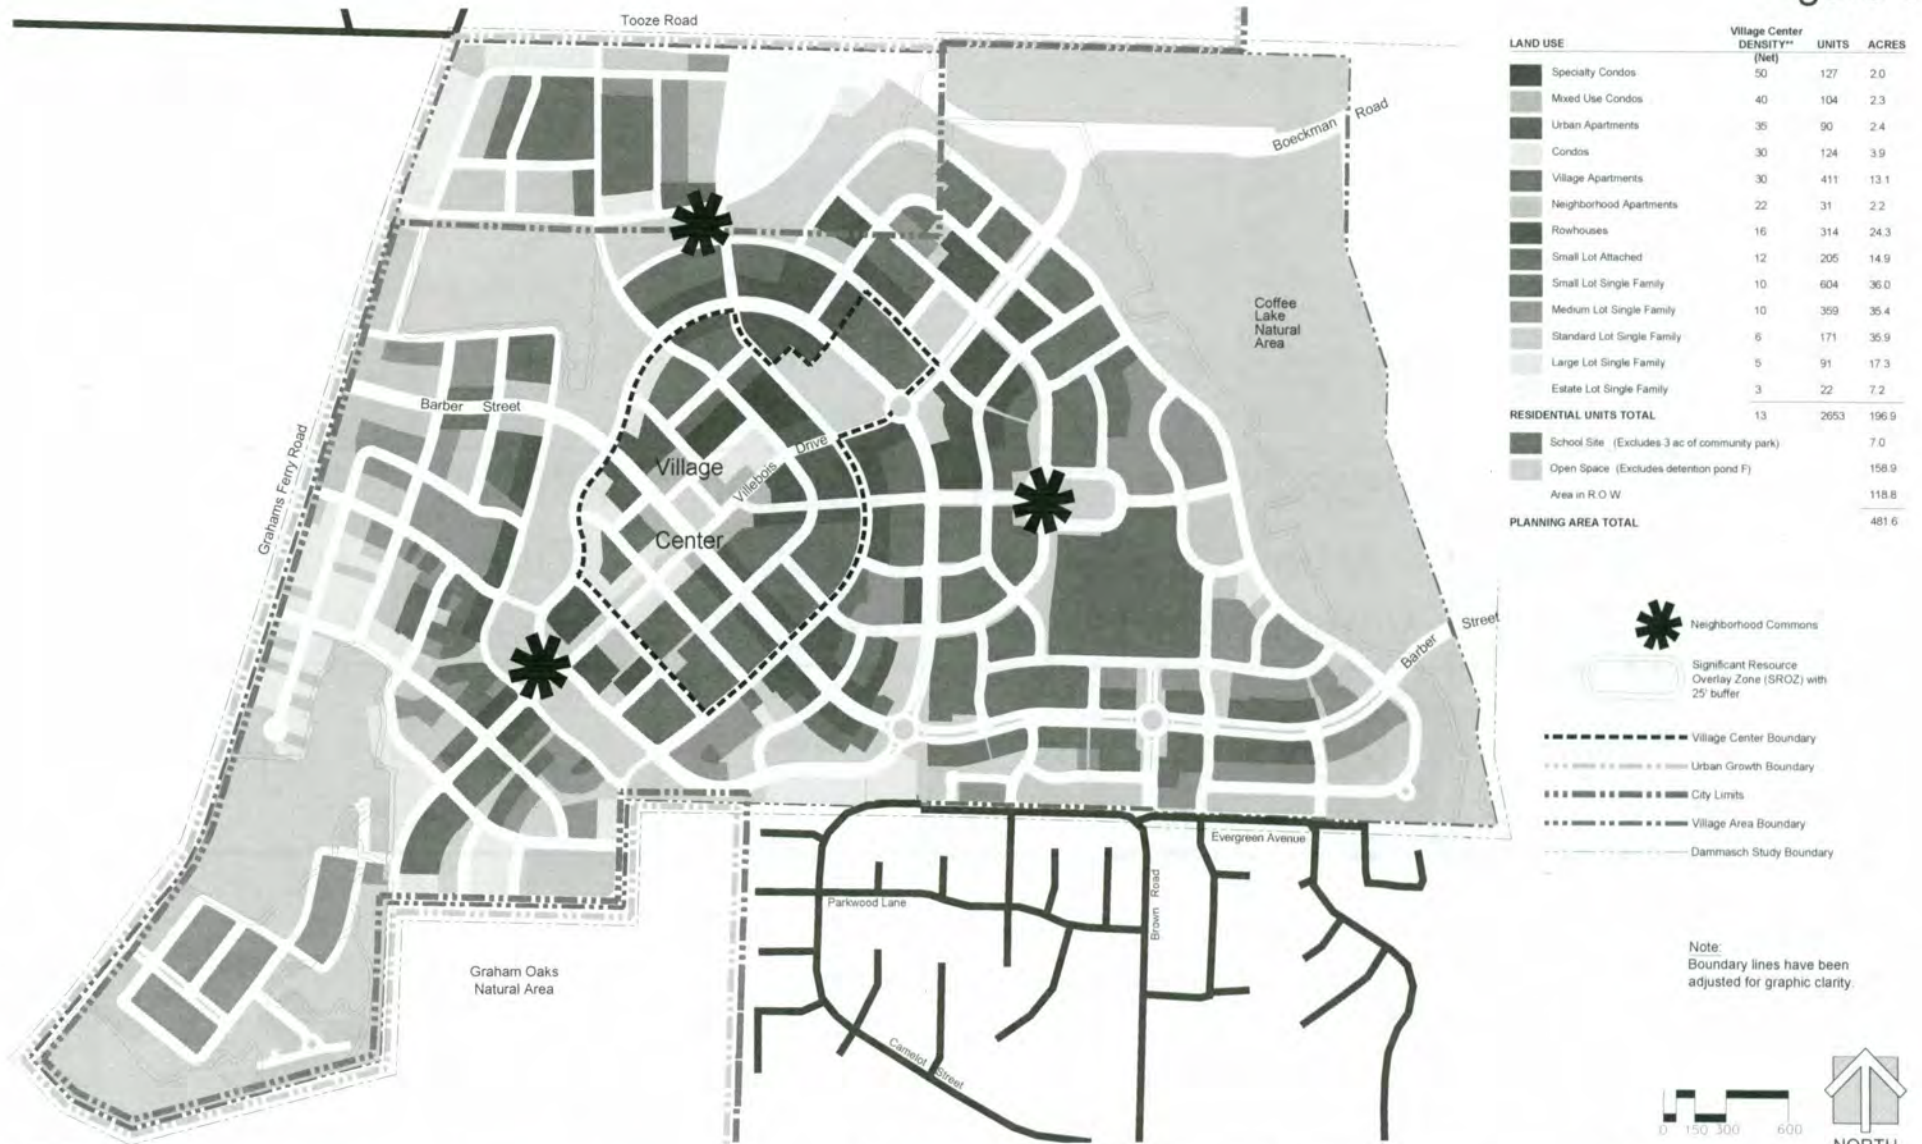 Tooze Road
Boeckman Road
Coffee
Lake
Natural
Area
Barber Street
Grahams Ferry Road
Village
Center
Villebois Drive
Barber Street
Evergreen Avenue
Parkwood Lane
Brown Road
Camelot Street
Graham Oaks
Natural Area
LAND USE Village Center DENSITY** (Net) UNITS ACRES
Specialty Condos 50 127 2.0
Mixed Use Condos 40 104 2.3
Urban Apartments 35 90 2.4
Condos 30 124 3.9
Village Apartments 30 411 13.1
Neighborhood Apartments 22 31 2.2
Rowhouses 16 314 24.3
Small Lot Attached 12 205 14.9
Small Lot Single Family 10 604 36.0
Medium Lot Single Family 10 359 35.4
Standard Lot Single Family 6 171 35.9
Large Lot Single Family 5 91 17.3
Estate Lot Single Family 3 22 7.2
RESIDENTIAL UNITS TOTAL 13 2653 196.9
School Site (Excludes 3 ac of community park) 7.0
Open Space (Excludes detention pond F) 158.9
Area in R.O.W 118.8
PLANNING AREA TOTAL 481.6
Neighborhood Commons
Significant Resource
Overlay Zone (SROZ) with
25' buffer
Village Center Boundary
Urban Growth Boundary
City Limits
Village Area Boundary
Dammasch Study Boundary
Note:
Boundary lines have been
adjusted for graphic clarity.
0 150 300 600
NORTH